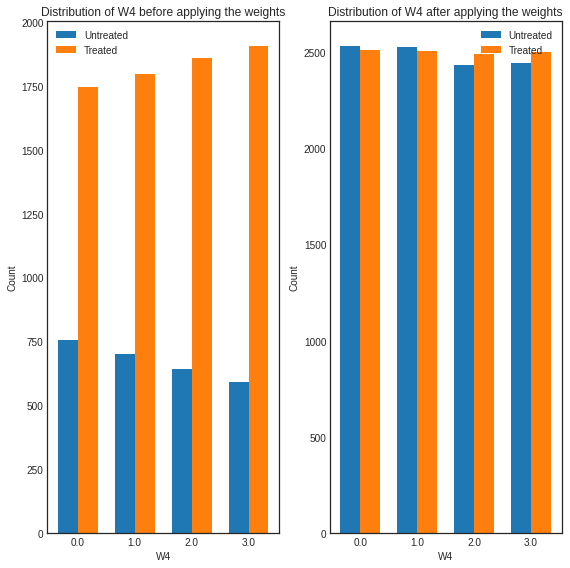 Distribution of W4 before applying the weights
Untreated
Treated
2000
1750
1500
1250
1000
750
500
250
0
Count
0.0 1.0 2.0 3.0
W4
Distribution of W4 after applying the weights
Untreated
Treated
2500
2000
1500
1000
500
0
Count
0.0 1.0 2.0 3.0
W4